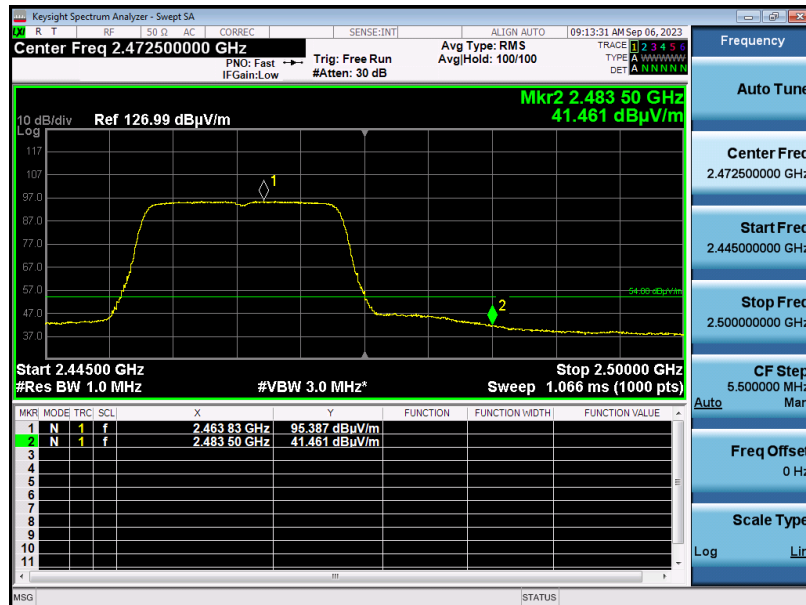 Keysight Spectrum Analyzer - Swept SA
LXI R T RF 50 Ω AC CORREC SENSE:INT ALIGN AUTO 09:13:31 AM Sep 06, 2023
Center Freq 2.472500000 GHz
PNO: Fast
IFGain:Low
Trig: Free Run
#Atten: 30 dB
Avg Type: RMS
Avg|Hold: 100/100
TRACE 1 2 3 4 5 6
TYPE A WWWWW
DET A N N N N N
Mkr2 2.483 50 GHz
41.461 dBµV/m
10 dB/div Ref 126.99 dBµV/m
Log
117
107
97.0
87.0
77.0
67.0
57.0
47.0
37.0
1
2
54.00 dBµV/m
Start 2.44500 GHz Stop 2.50000 GHz
#Res BW 1.0 MHz #VBW 3.0 MHz* Sweep 1.066 ms (1000 pts)
MKR MODE TRC SCL X Y FUNCTION FUNCTION WIDTH FUNCTION VALUE
1 N 1 f 2.463 83 GHz 95.387 dBµV/m
2 N 1 f 2.483 50 GHz 41.461 dBµV/m
3
4
5
6
7
8
9
10
11
MSG STATUS
Frequency
Auto Tune
Center Freq
2.472500000 GHz
Start Freq
2.445000000 GHz
Stop Freq
2.500000000 GHz
CF Step
5.500000 MHz
Auto Man
Freq Offset
0 Hz
Scale Type
Log Lin